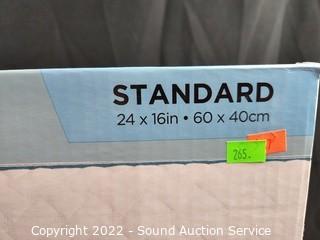 STANDARD
24 x 16in • 60 x 40cm
265.
Copyright 2022 - Sound Auction Service